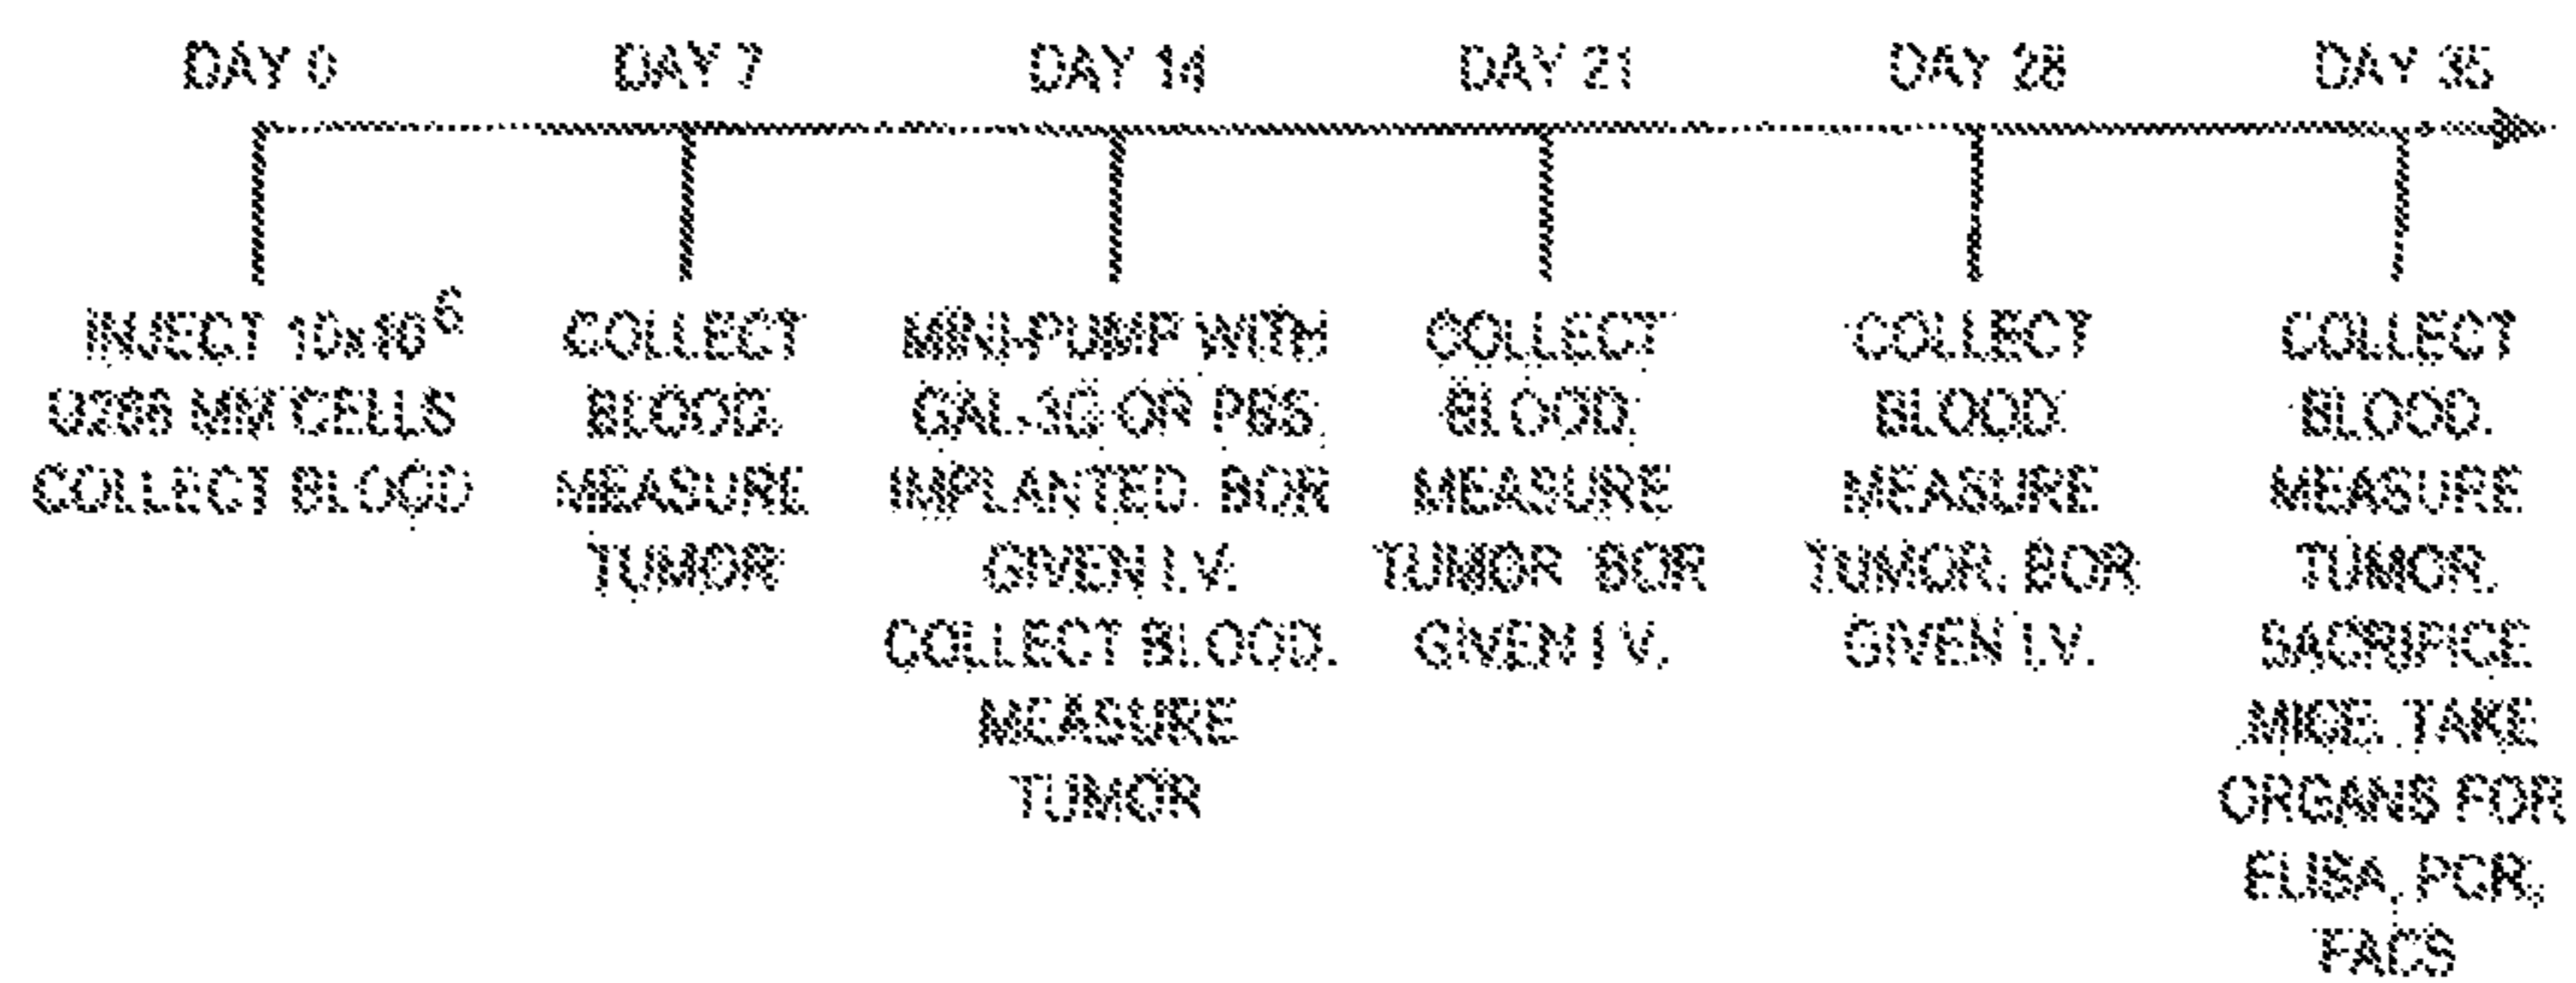 DAY 0
DAY 7
DAY 14
DAY 21
DAY 28
DAY 35
INJECT 10x10^6
U266 MM CELLS
COLLECT BLOOD
COLLECT
BLOOD.
MEASURE
TUMOR
MINI-PUMP WITH
GAL-3C OR PBS
IMPLANTED. BOR
GIVEN I.V.
COLLECT BLOOD.
MEASURE
TUMOR
COLLECT
BLOOD.
MEASURE
TUMOR. BOR
GIVEN I.V.
COLLECT
BLOOD.
MEASURE
TUMOR. BOR
GIVEN I.V.
COLLECT
BLOOD.
MEASURE
TUMOR.
SACRIFICE
MICE. TAKE
ORGANS FOR
ELISA, PCR,
FACS